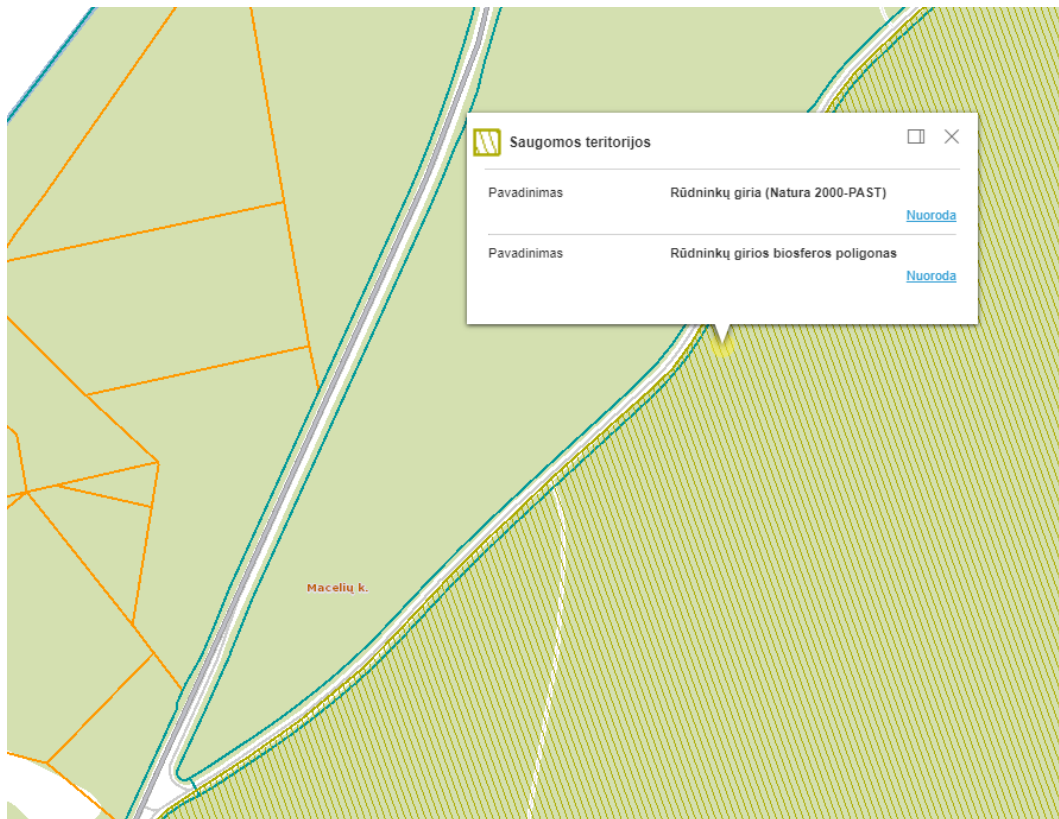 Saugomos teritorijos
Pavadinimas Rūdninkų giria (Natura 2000-PAST)
Nuoroda
Pavadinimas Rūdninkų girios biosferos poligonas
Nuoroda
Macelių k.